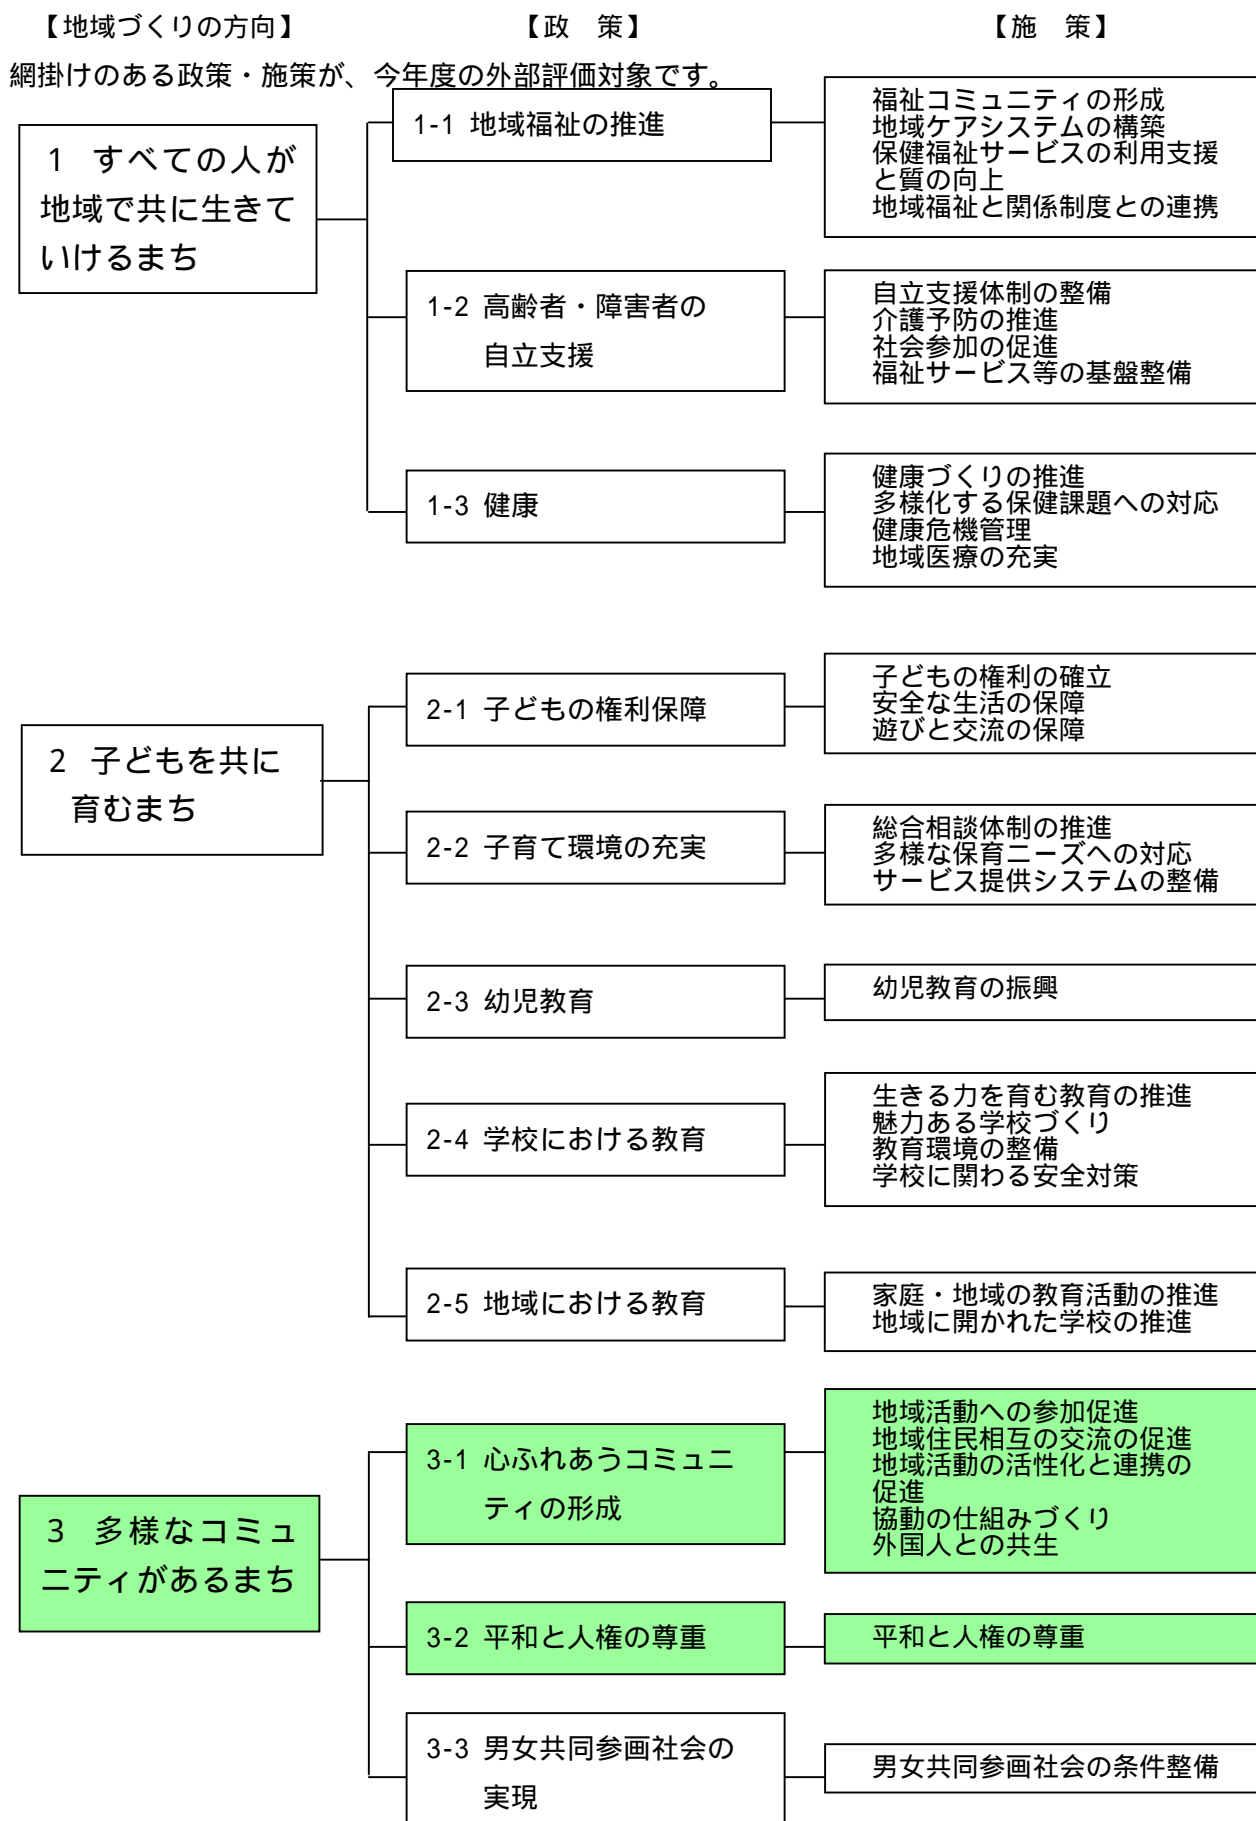 【地域づくりの方向】 【政　策】 【施　策】
網掛けのある政策・施策が、今年度の外部評価対象です。
1 すべての人が
地域で共に生きて
いけるまち
1-1 地域福祉の推進
福祉コミュニティの形成
地域ケアシステムの構築
保健福祉サービスの利用支援
と質の向上
地域福祉と関係制度との連携
1-2 高齢者・障害者の
自立支援
自立支援体制の整備
介護予防の推進
社会参加の促進
福祉サービス等の基盤整備
1-3 健康
健康づくりの推進
多様化する保健課題への対応
健康危機管理
地域医療の充実
2 子どもを共に
育むまち
2-1 子どもの権利保障
子どもの権利の確立
安全な生活の保障
遊びと交流の保障
2-2 子育て環境の充実
総合相談体制の推進
多様な保育ニーズへの対応
サービス提供システムの整備
2-3 幼児教育
幼児教育の振興
2-4 学校における教育
生きる力を育む教育の推進
魅力ある学校づくり
教育環境の整備
学校に関わる安全対策
2-5 地域における教育
家庭・地域の教育活動の推進
地域に開かれた学校の推進
3 多様なコミュ
ニティがあるまち
3-1 心ふれあうコミュニ
ティの形成
地域活動への参加促進
地域住民相互の交流の促進
地域活動の活性化と連携の
促進
協働の仕組みづくり
外国人との共生
3-2 平和と人権の尊重
平和と人権の尊重
3-3 男女共同参画社会の
実現
男女共同参画社会の条件整備